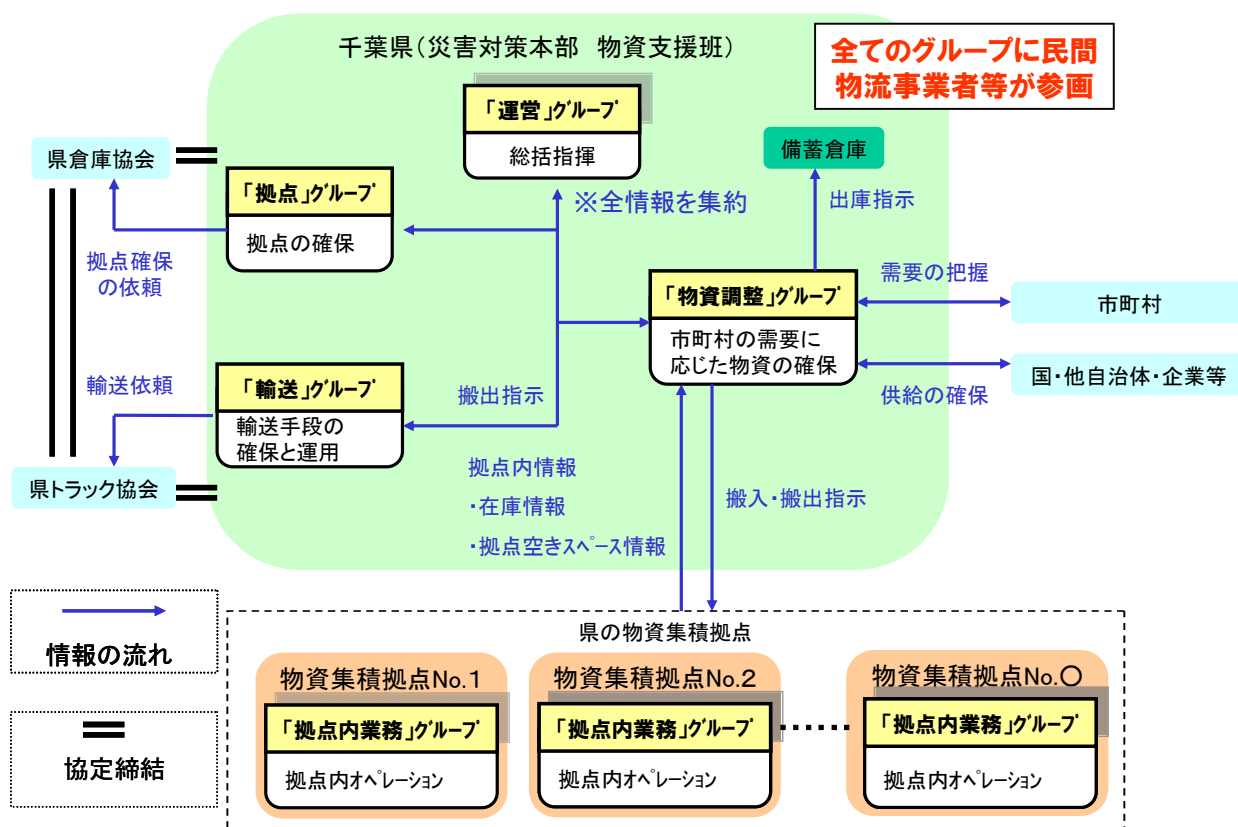 千葉県(災害対策本部 物資支援班)
全てのグループに民間
物流事業者等が参画
「運営」グループ
総括指揮
備蓄倉庫
県倉庫協会
「拠点」グループ
拠点の確保
※全情報を集約
出庫指示
拠点確保
の依頼
需要の把握
「物資調整」グループ
市町村の需要に
応じた物資の確保
市町村
国・他自治体・企業等
供給の確保
輸送依頼
「輸送」グループ
輸送手段の
確保と運用
搬出指示
県トラック協会
拠点内情報
・在庫情報
・拠点空きスペース情報
搬入・搬出指示
情報の流れ
協定締結
県の物資集積拠点
物資集積拠点No.1
「拠点内業務」グループ
拠点内オペレーション
物資集積拠点No.2
「拠点内業務」グループ
拠点内オペレーション
物資集積拠点No.〇
「拠点内業務」グループ
拠点内オペレーション